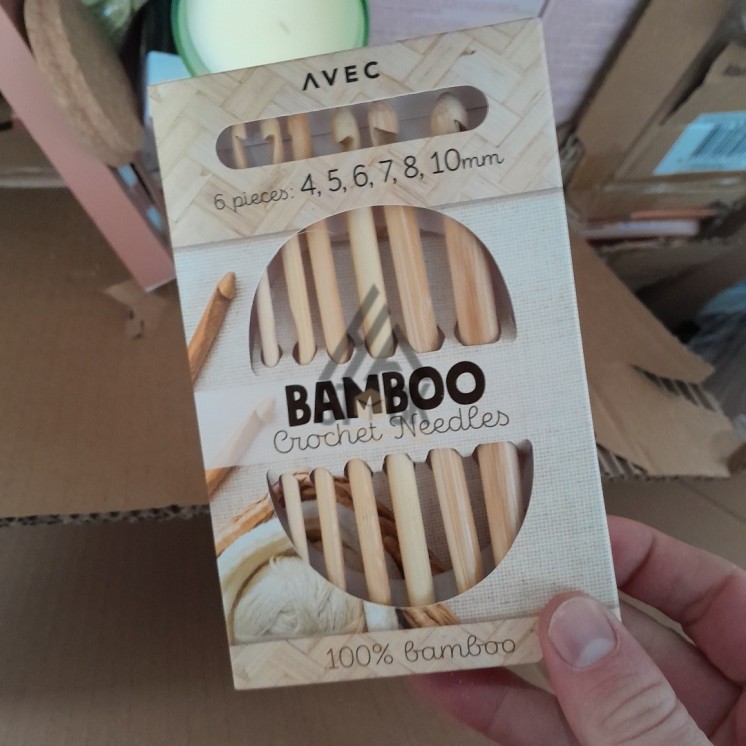 AVEC
6 pieces: 4, 5, 6, 7, 8, 10mm
BAMBOO
Crochet Needles
100% bamboo